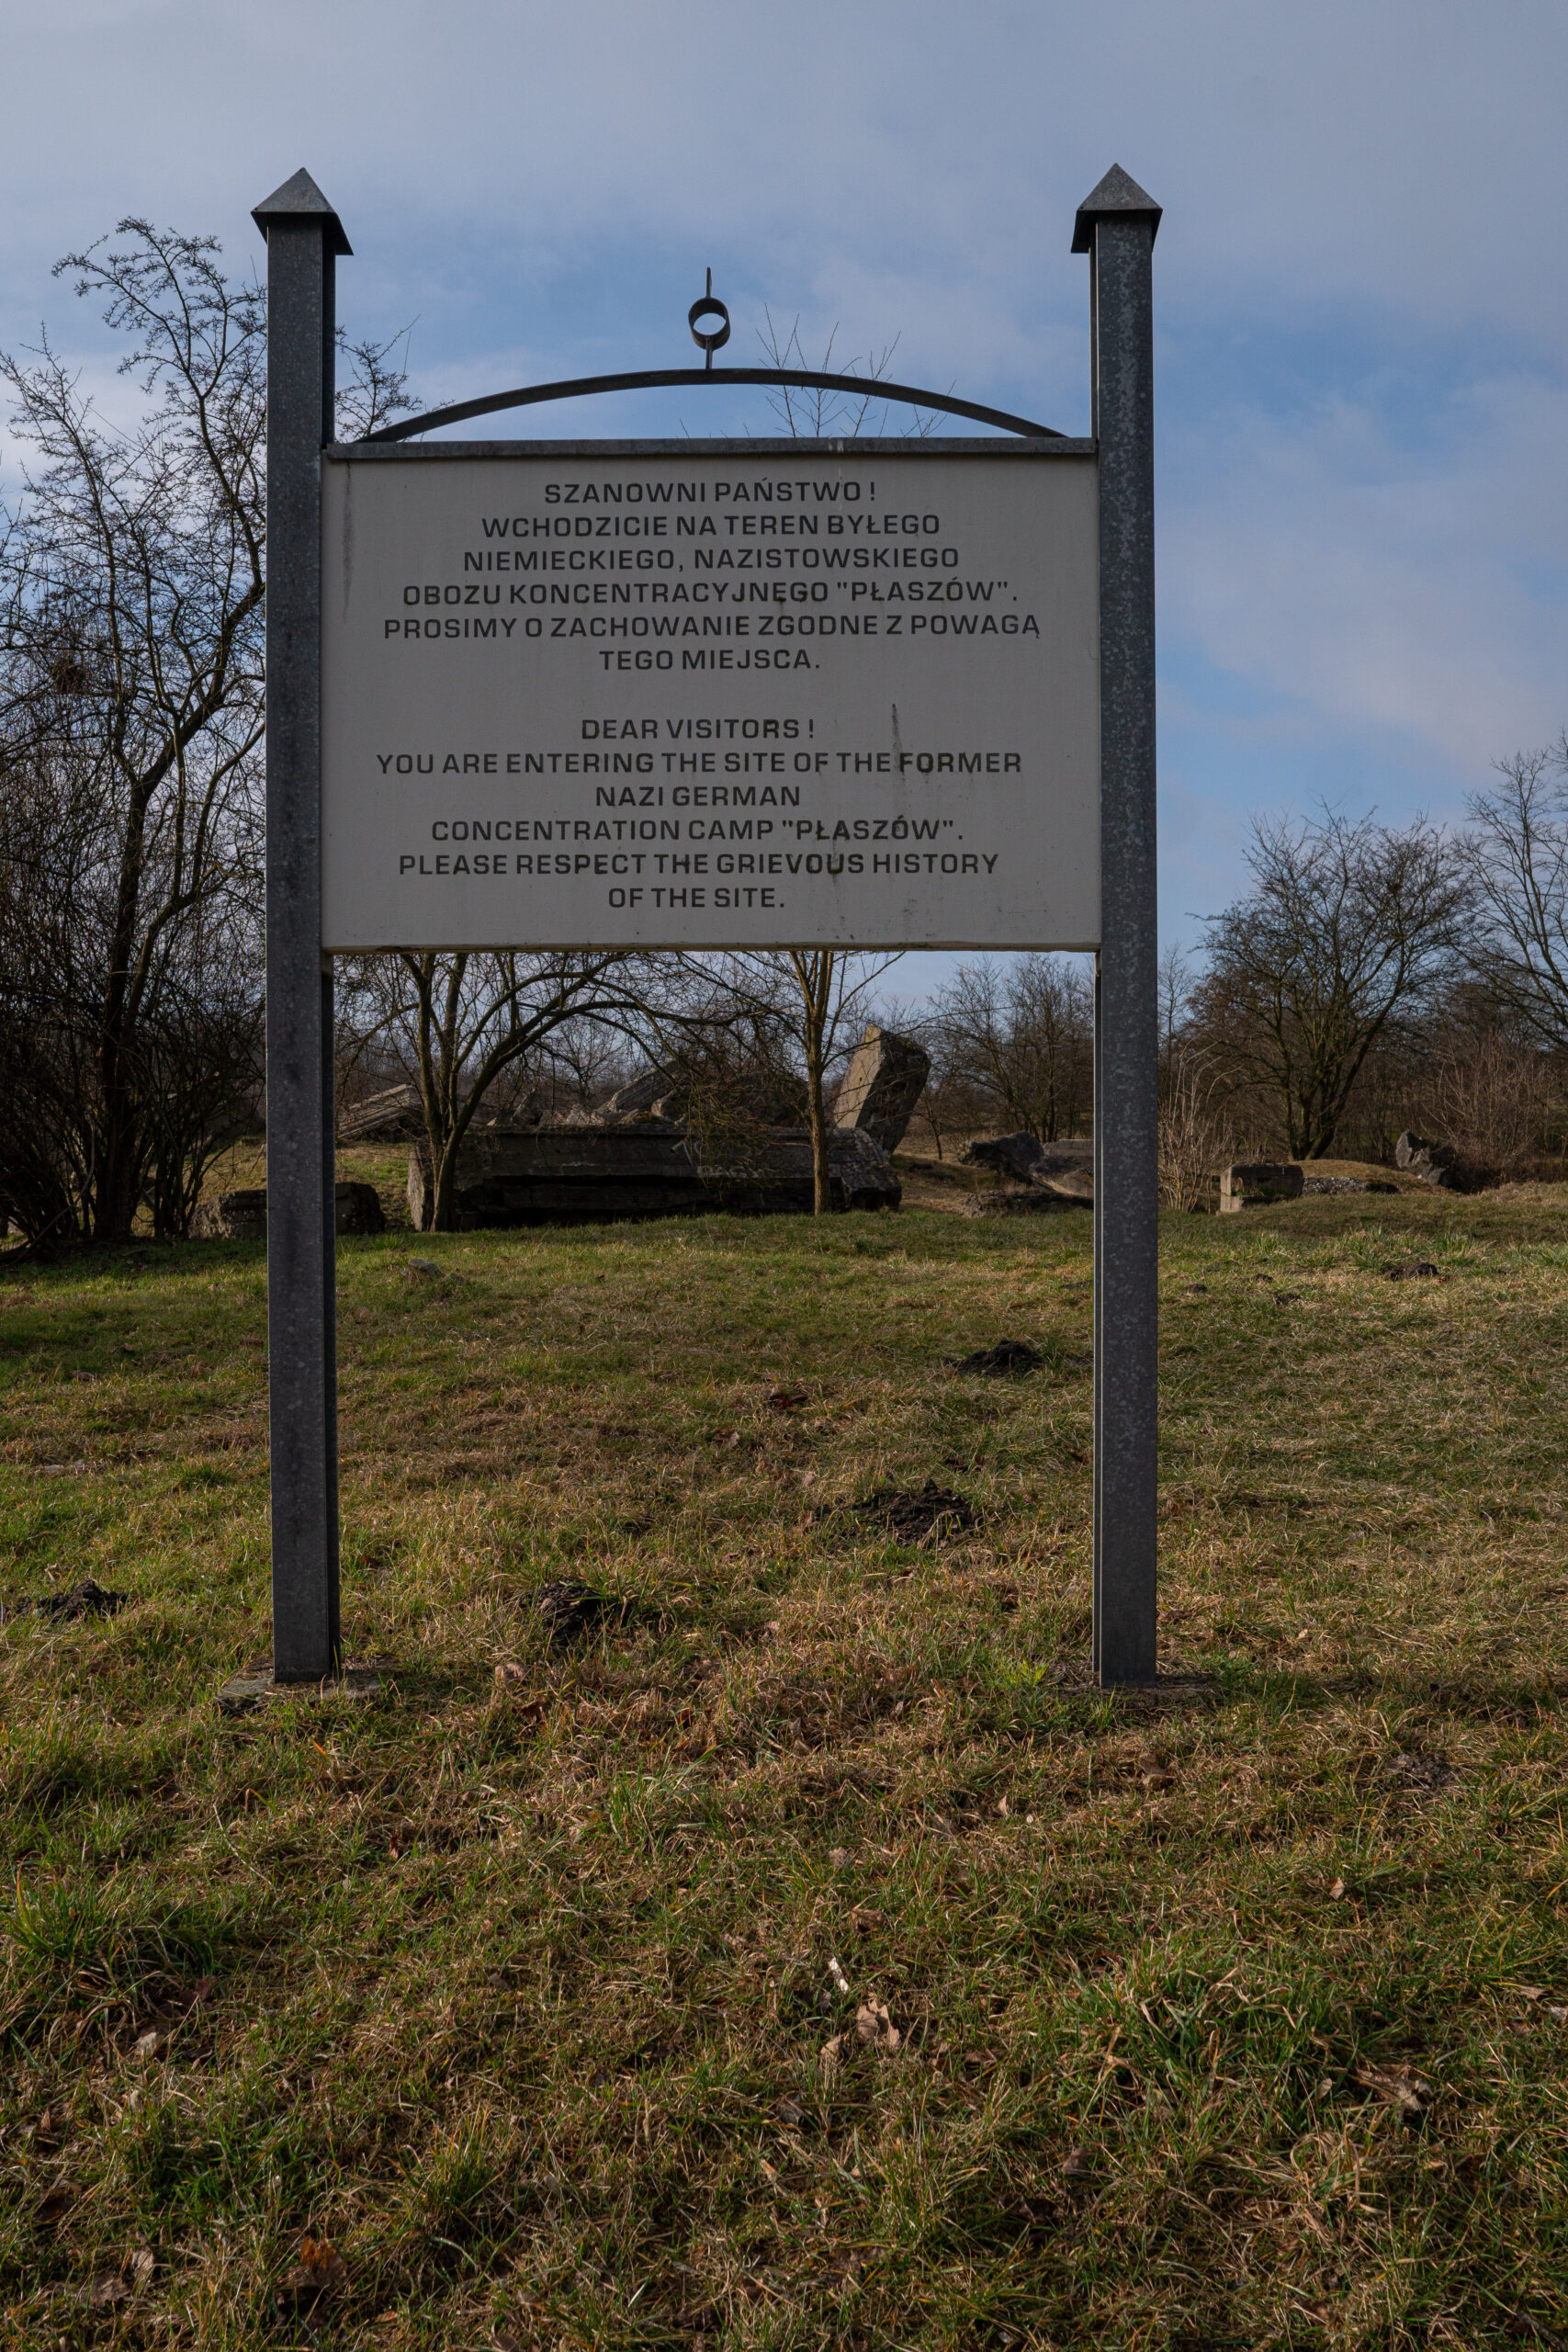 SZANOWNI PAŃSTWO !
WCHODZICIE NA TEREN BYŁEGO
NIEMIECKIEGO, NAZISTOWSKIEGO
OBOZU KONCENTRACYJNEGO "PŁASZÓW".
PROSIMY O ZACHOWANIE ZGODNE Z POWAGĄ
TEGO MIEJSCA.
DEAR VISITORS !
YOU ARE ENTERING THE SITE OF THE FORMER
NAZI GERMAN
CONCENTRATION CAMP "PŁASZÓW".
PLEASE RESPECT THE GRIEVOUS HISTORY
OF THE SITE.